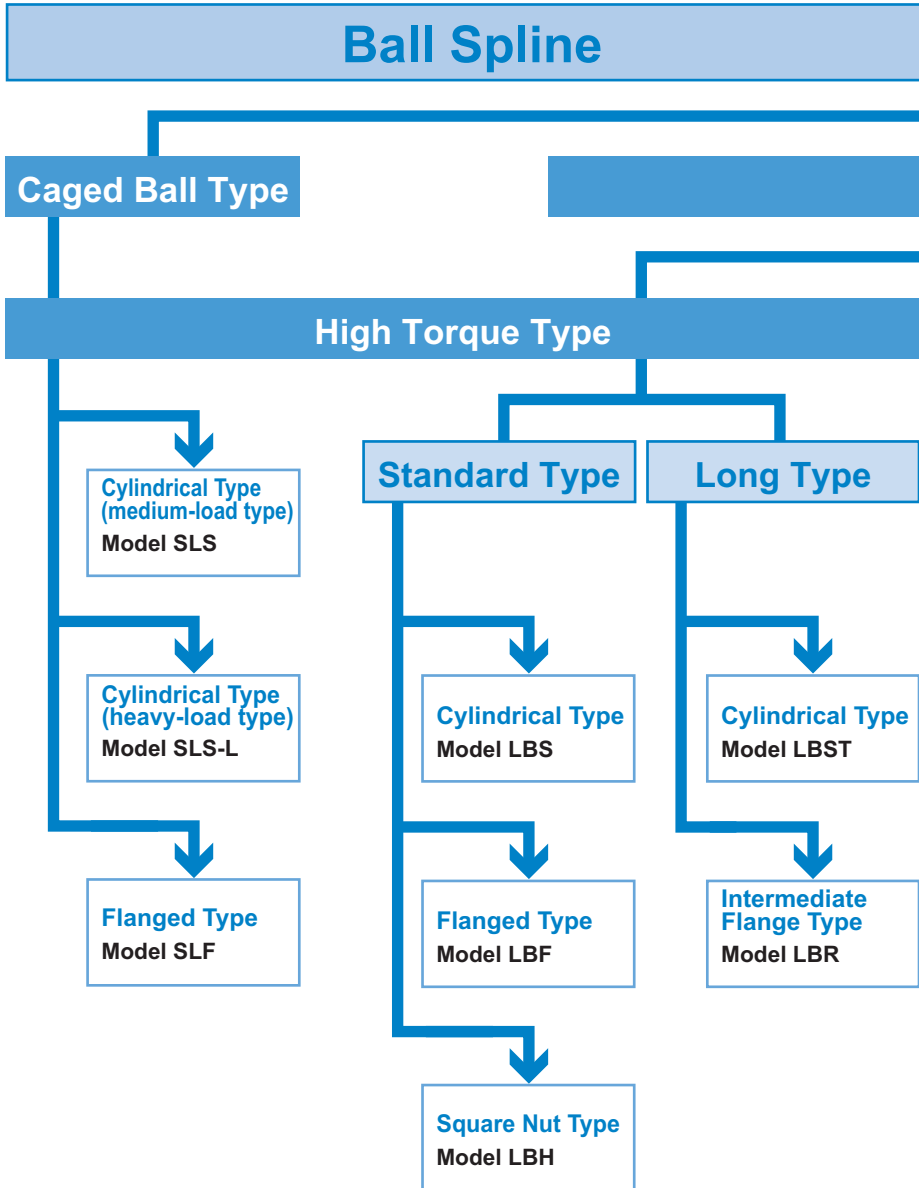 Ball Spline
Caged Ball Type
High Torque Type
Cylindrical Type
(medium-load type)
Model SLS
Cylindrical Type
(heavy-load type)
Model SLS-L
Flanged Type
Model SLF
Standard Type
Cylindrical Type
Model LBS
Flanged Type
Model LBF
Square Nut Type
Model LBH
Long Type
Cylindrical Type
Model LBST
Intermediate
Flange Type
Model LBR